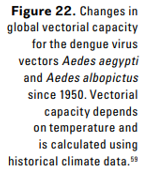 Figure 22. Changes in
global vectorial capacity
for the dengue virus
vectors Aedes aegypti
and Aedes albopictus
since 1950. Vectorial
capacity depends
on temperature and
is calculated using
historical climate data.⁵⁹